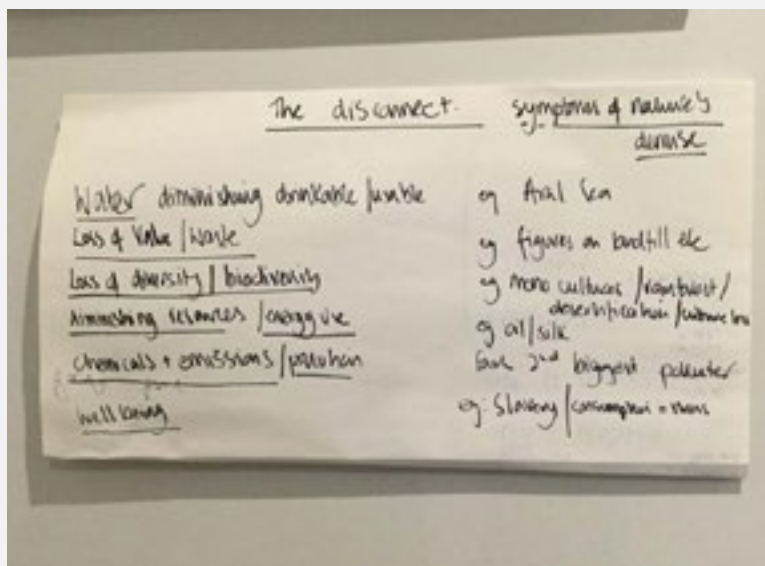 The disconnect. symptoms of nature's
demise
Water diminishing drinkable/usable eg Aral Sea
Loss of Value/Waste eg figures on landfill etc
Loss of diversity/biodiversity eg mono cultures/rainforest/
desertification/
diminishing resources/energy use eg oil/silk
Chemicals + emissions/pollution 2nd biggest polluter
wellbeing eg: Slavery/consumption =